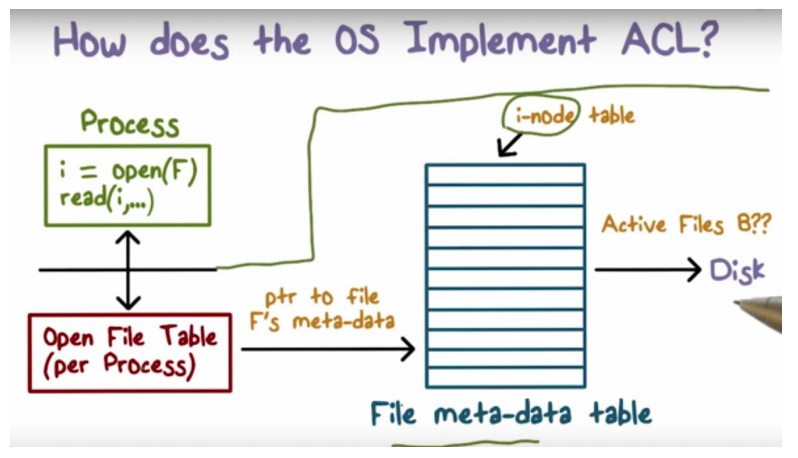 How does the OS Implement ACL?
Process
i = open(F)
read(i,...)
i-node table
Active Files 8??
Disk
ptr to file
F's meta-data
Open File Table
(per Process)
File meta-data table